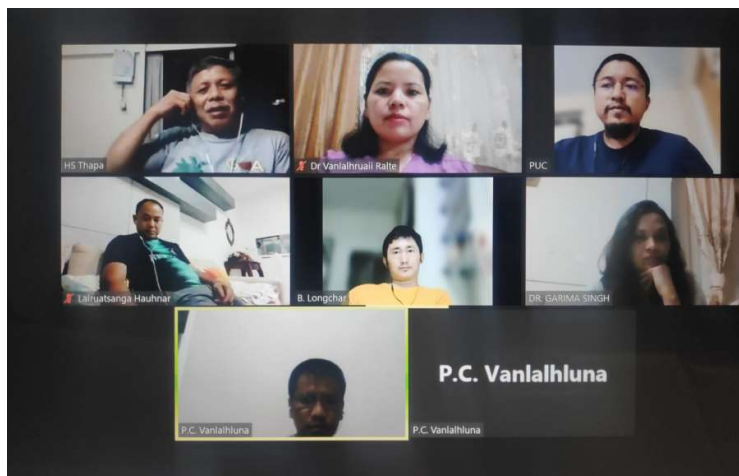 HS Thapa
Dr Vanlalhruaii Ralte
PUC
Lalruatsanga Hauhnar
B. Longchar
DR. GARIMA SINGH
P.C. Vanlalhluna
P.C. Vanlalhluna
P.C. Vanlalhluna